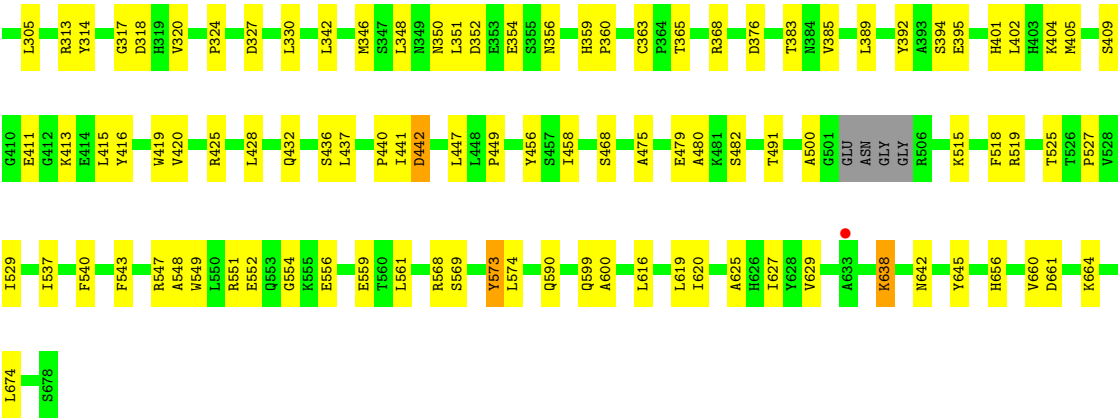 L305 R313 Y314 G317 D318 H319 V320 P324 D327 L330 L342 M346 S347 L348 N349 N350 L351 D352 E353 E354 S355 N356 H359 P360 C363 P364 T365 R368 D376 T383 N384 V385 L389 Y392 A393 S394 E395 H401 L402 H403 K404 M405 S409
G410 E411 G412 K413 E414 L415 Y416 W419 V420 R425 L428 Q432 S436 L437 P440 I441 D442 L447 L448 P449 Y456 S457 I458 S468 A475 E479 A480 K481 S482 T491 A500 G501 GLU ASN GLY GLY R506 K515 F518 R519 T525 T526 P527 V528
I529 I537 F540 F543 R547 A548 W549 L550 R551 E552 Q553 G554 K555 E556 E559 T560 L561 R568 S569 Y573 L574 Q590 Q599 A600 L616 L619 I620 A625 H626 I627 Y628 V629 A633 K638 N642 Y645 H656 V660 D661 K664
L674 S678